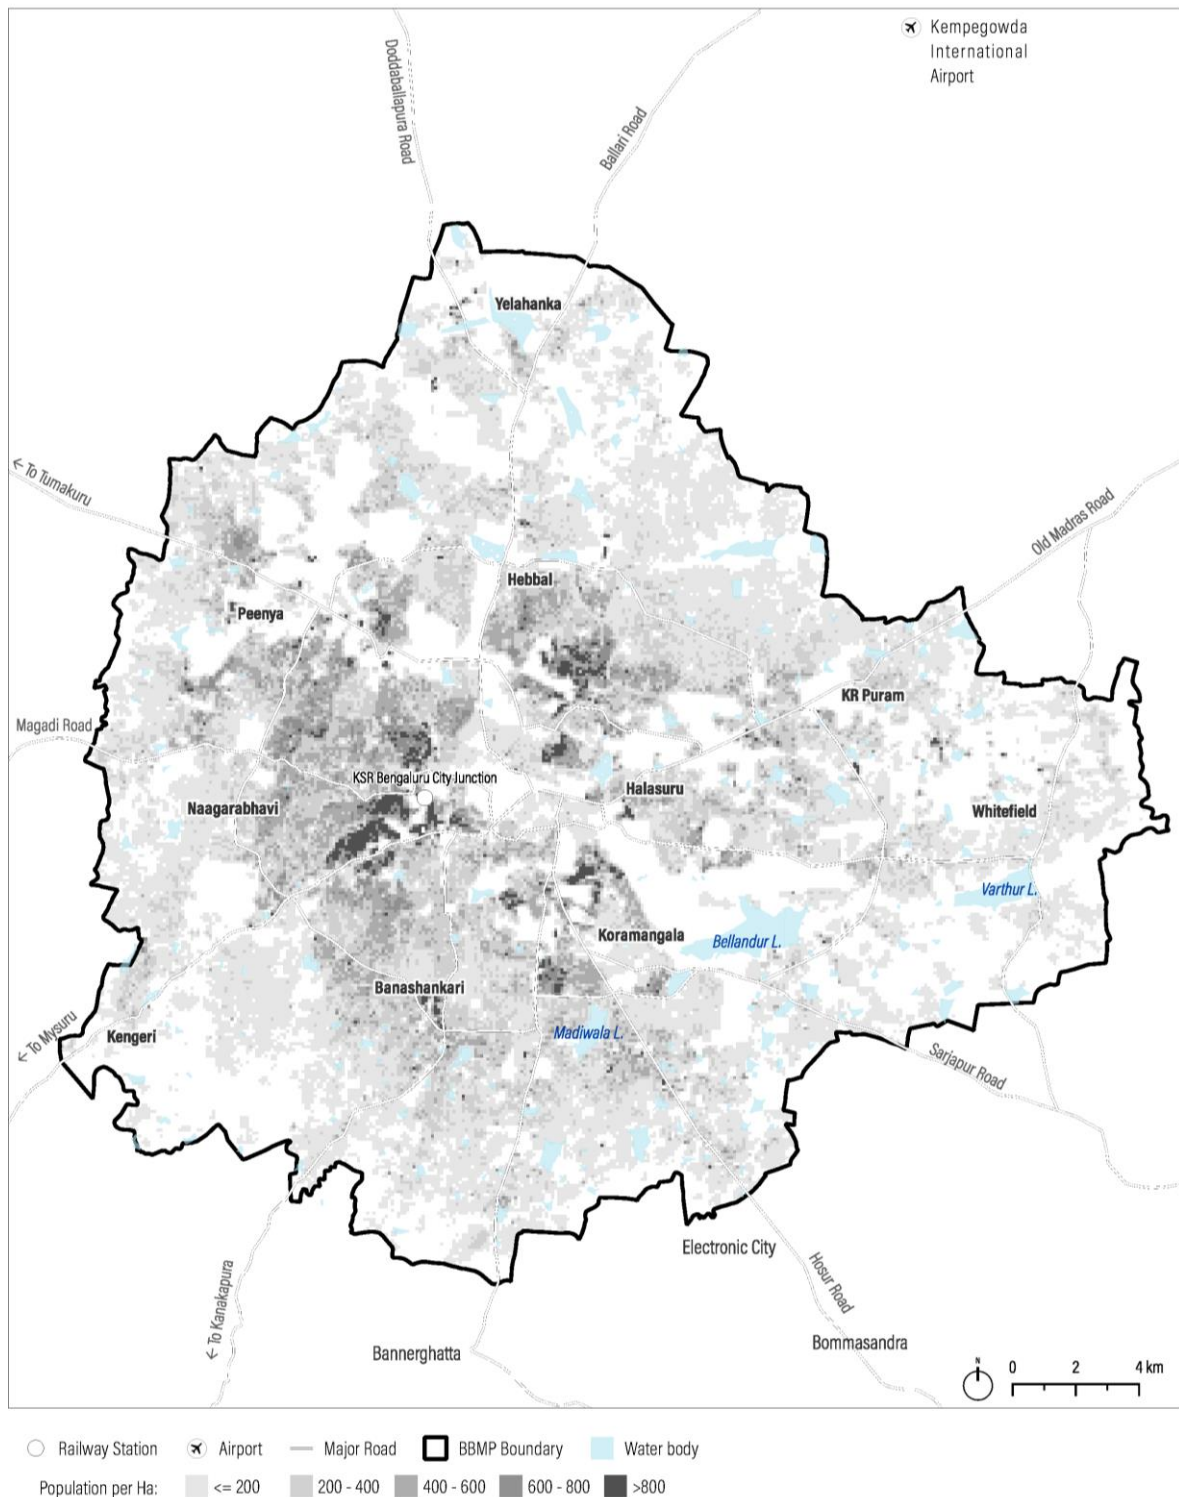 Kempegowda
International
Airport
Doddaballapura Road
Ballari Road
Yelahanka
← To Tumakuru
Old Madras Road
Hebbal
Peenya
KR Puram
Magadi Road
KSR Bengaluru City Junction
Halasuru
Naagarabhavi
Whitefield
Varthur L.
Koramangala
Bellandur L.
Banashankari
Madiwala L.
Kengeri
← To Mysuru
Sarjapur Road
Electronic City
Hosur Road
← To Kanakapura
Bannerghatta
Bommasandra
N
0 2 4 km
Railway Station Airport Major Road BBMP Boundary Water body
Population per Ha: <= 200 200 - 400 400 - 600 600 - 800 >800